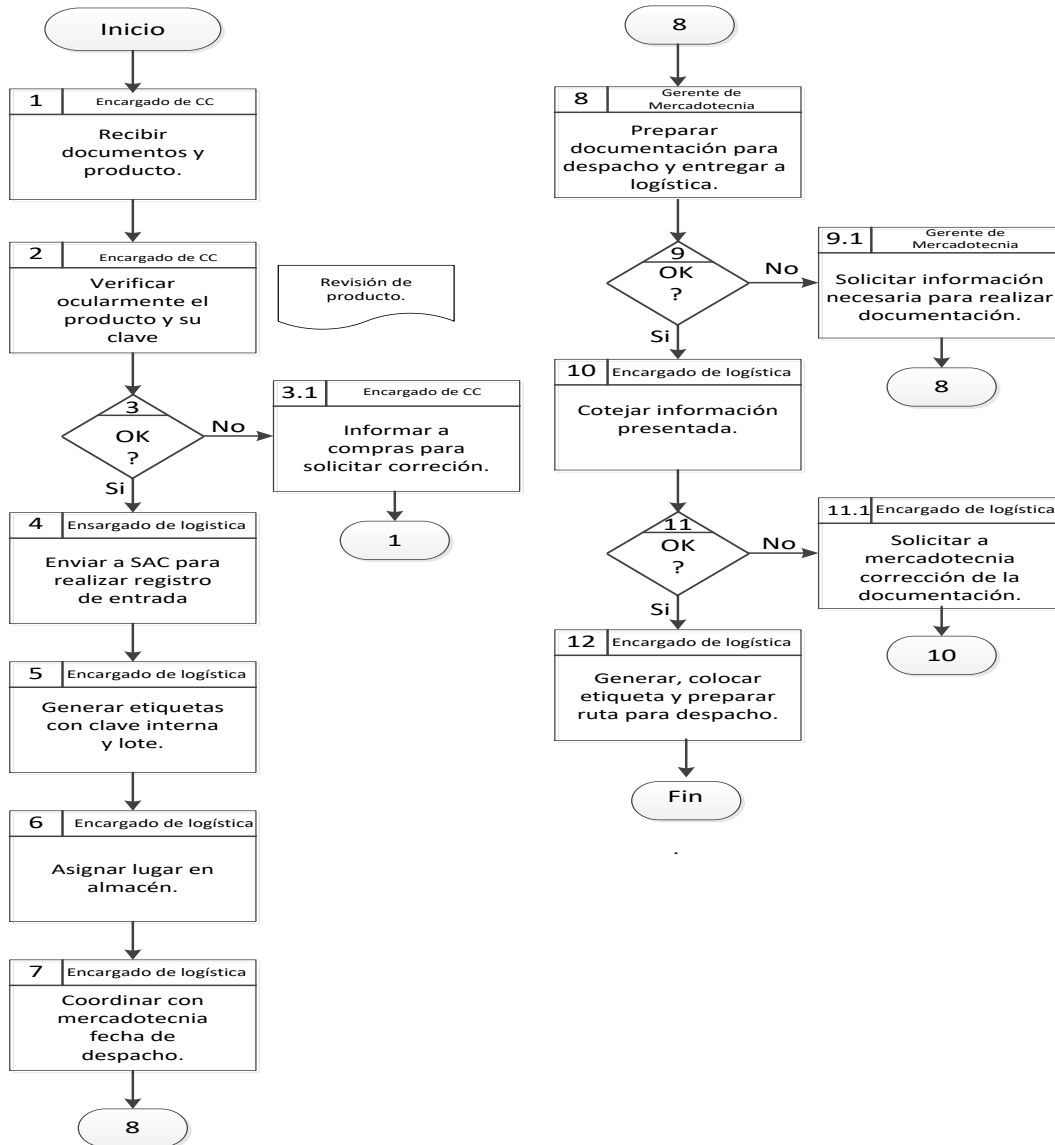 Inicio
1 Encargado de CC
Recibir
documentos y
producto.
2 Encargado de CC
Verificar
ocularmente el
producto y su
clave
Revisión de
producto.
3
OK
?
No
Si
3.1 Encargado de CC
Informar a
compras para
solicitar correción.
1
4 Ensargado de logistica
Enviar a SAC para
realizar registro
de entrada
5 Encargado de logística
Generar etiquetas
con clave interna
y lote.
6 Encargado de logística
Asignar lugar en
almacén.
7 Encargado de logística
Coordinar con
mercadotecnia
fecha de
despacho.
8
8
8 Gerente de
Mercadotecnia
Preparar
documentación para
despacho y entregar a
logística.
9
OK
?
No
Si
9.1 Gerente de
Mercadotecnia
Solicitar información
necesaria para realizar
documentación.
8
10 Encargado de logística
Cotejar información
presentada.
11
OK
?
No
Si
11.1 Encargado de logística
Solicitar a
mercadotecnia
corrección de la
documentación.
10
12 Encargado de logística
Generar, colocar
etiqueta y preparar
ruta para despacho.
Fin
.